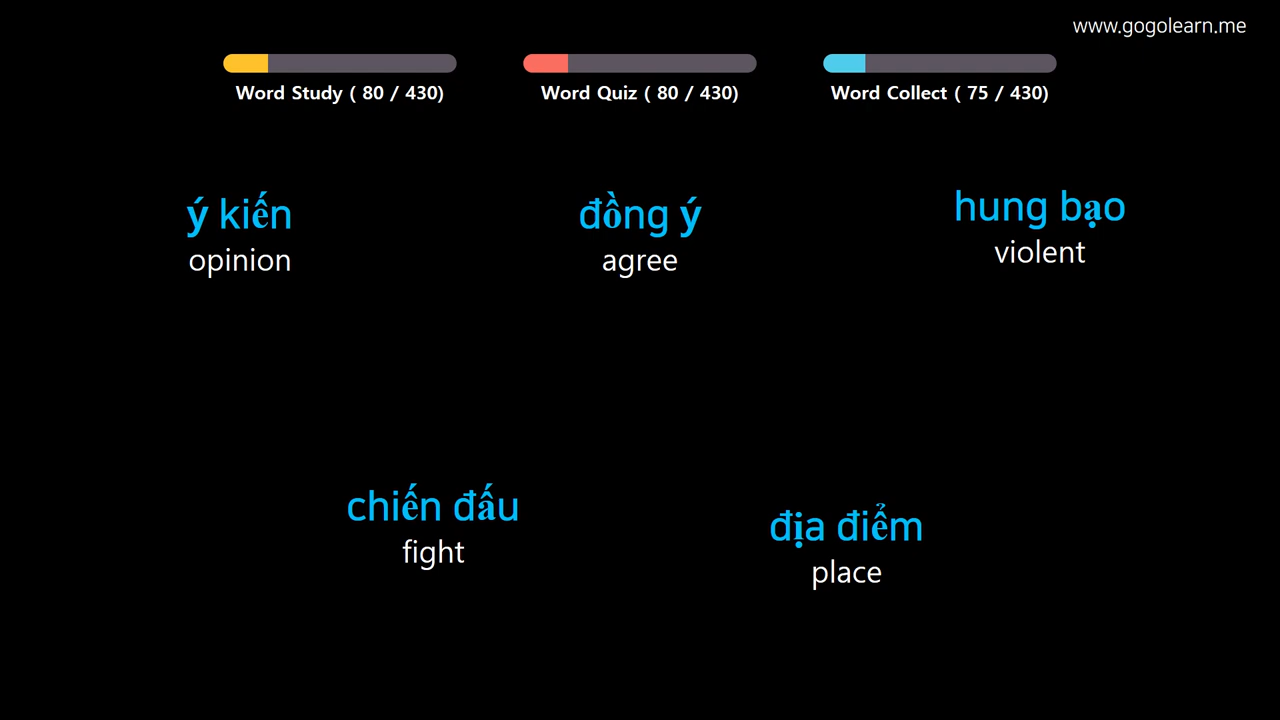 www.gogolearn.me
Word Study ( 80 / 430)
Word Quiz ( 80 / 430)
Word Collect ( 75 / 430)
ý kiến
opinion
đồng ý
agree
hung bạo
violent
chiến đấu
fight
địa điểm
place